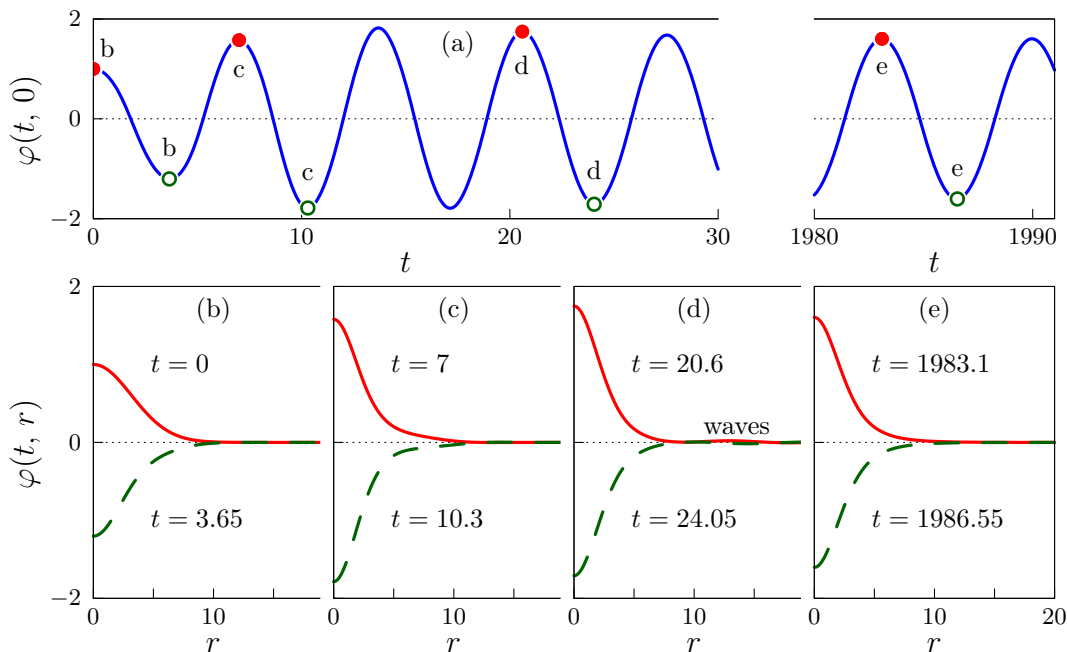 2
(a)
b
c
d
e
φ(t, 0)
0
b
c
d
e
−2
0
10
20
30
1980
1990
t
t
2
(b)
(c)
(d)
(e)
t = 0
t = 7
t = 20.6
t = 1983.1
φ(t, r)
waves
0
t = 3.65
t = 10.3
t = 24.05
t = 1986.55
−2
0
10
0
10
0
10
0
10
20
r
r
r
r